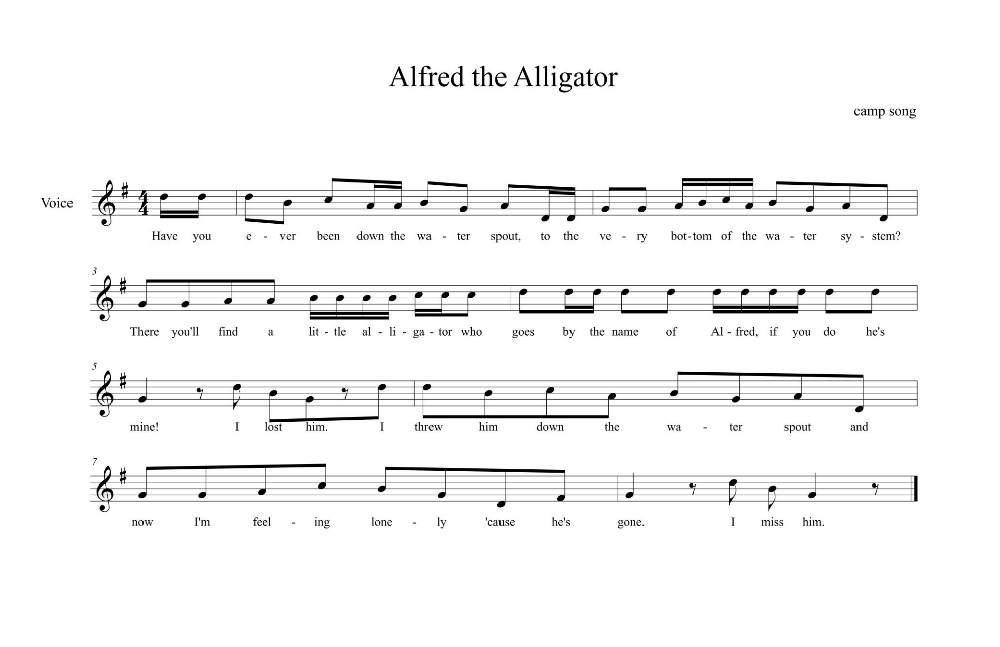 Alfred the Alligator
camp song
Voice
4
4
Have you e - ver been down the wa - ter spout, to the ve - ry bot - tom of the wa - ter sy - stem?
3
There you'll find a lit - tle al - li - ga - tor who goes by the name of Al - fred, if you do he's
5
mine! I lost him. I threw him down the wa - ter spout and
7
now I'm feel - ing lone - ly 'cause he's gone. I miss him.